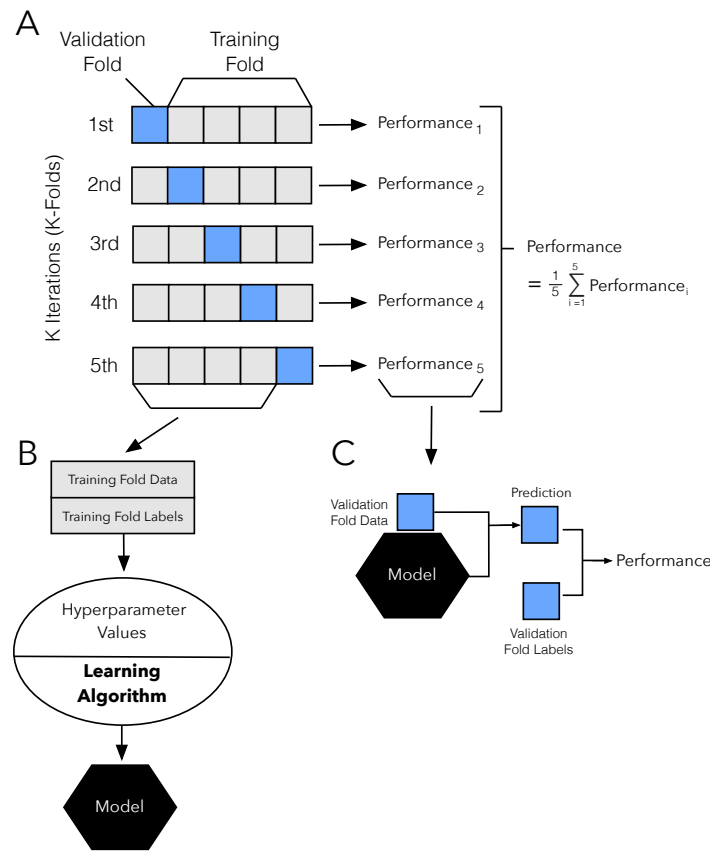 A
Validation
Fold
Training
Fold
K Iterations (K-Folds)
1st
Performance 1
2nd
Performance 2
3rd
Performance 3
4th
Performance 4
5th
Performance 5
Performance
= 1/5 5 ∑ i=1 Performance i
B
Training Fold Data
Training Fold Labels
Hyperparameter
Values
Learning
Algorithm
Model
C
Validation
Fold Data
Model
Prediction
Validation
Fold Labels
Performance